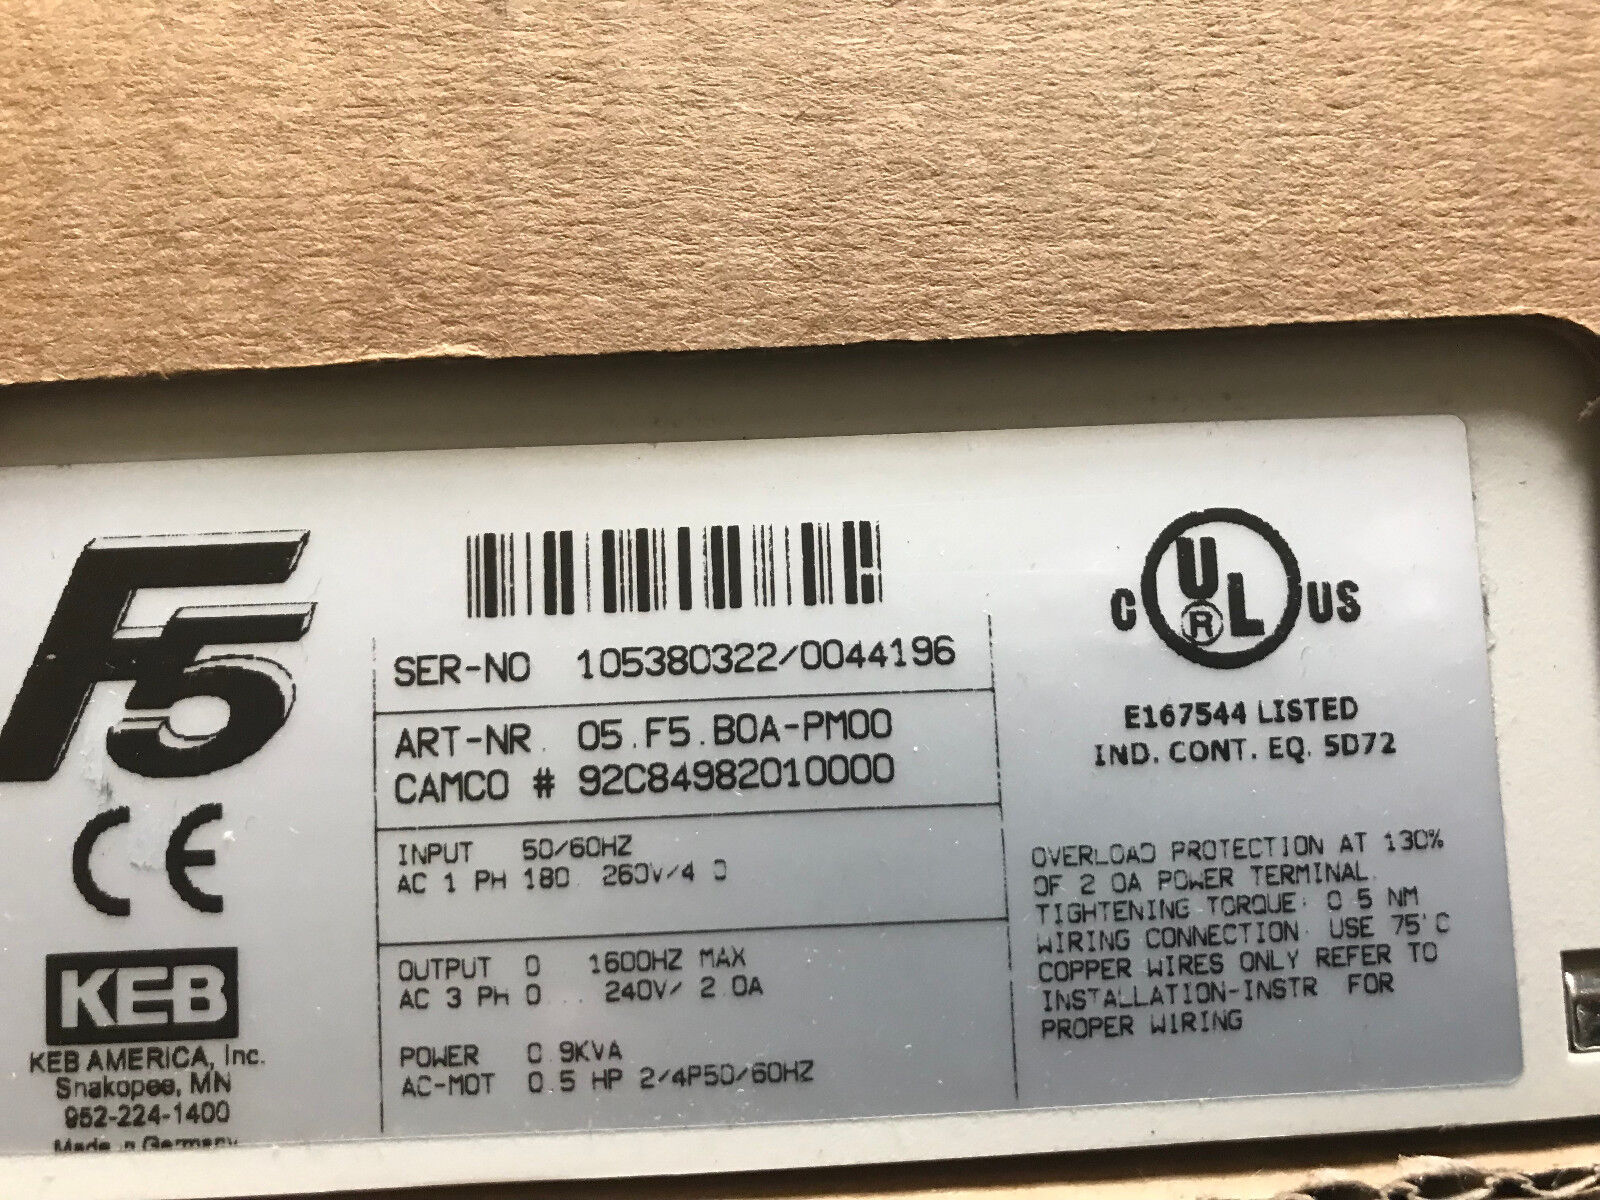 F5
CE
KEB
KEB AMERICA, Inc.
Shakopee, MN
952-224-1400
Made in Germany
SER-NO 105380322/0044196
ART-NR. 05.F5.B0A-PM00
CAMCO # 92C84982010000
INPUT 50/60HZ
AC 1 PH 180 260V/4 0
OUTPUT 0 1600HZ MAX
AC 3 PH 0... 240V/ 2.0A
POWER 0.9KVA
AC-MOT 0.5 HP 2/4P50/60HZ
C UL R US
E167544 LISTED
IND. CONT. EQ. 5D72
OVERLOAD PROTECTION AT 130%
OF 2 0A POWER TERMINAL
TIGHTENING TORQUE: 0 5 NM
WIRING CONNECTION: USE 75°C
COPPER WIRES ONLY REFER TO
INSTALLATION-INSTR FOR
PROPER WIRING